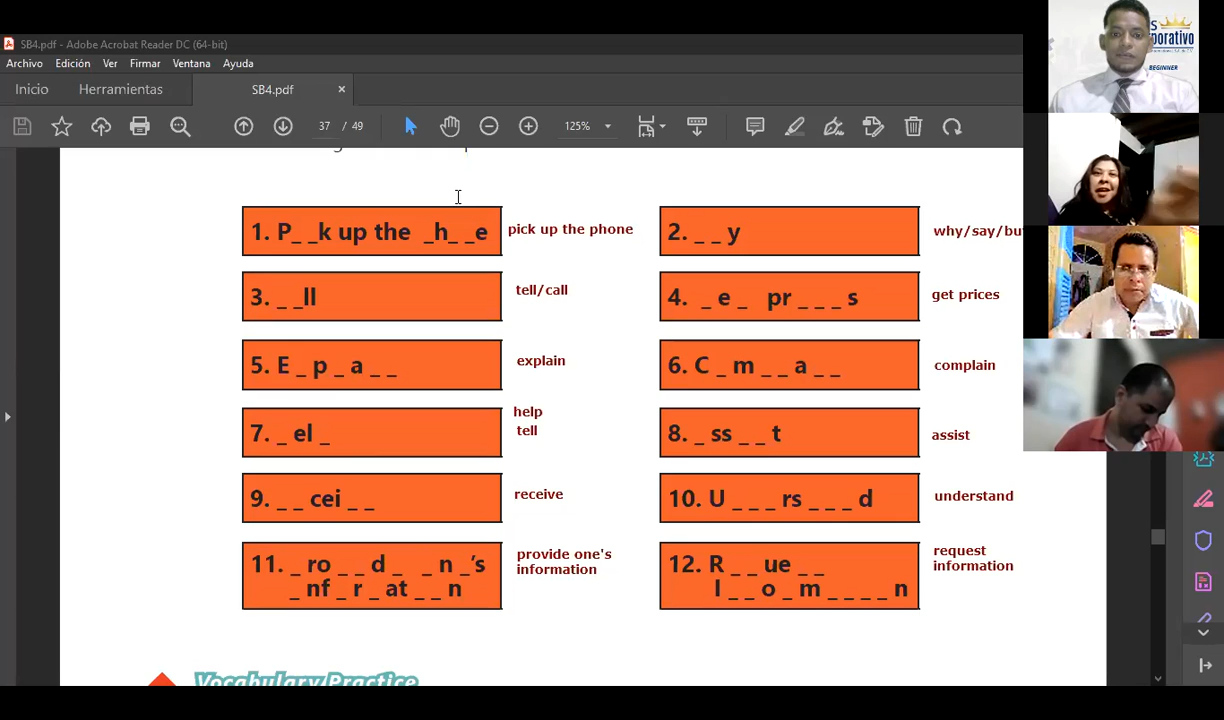 SB4.pdf - Adobe Acrobat Reader DC (64-bit)
Archivo Edición Ver Firmar Ventana Ayuda
Inicio Herramientas SB4.pdf ×
37 / 49 125%
S
rporativo
BEGINNER
1. P_ _k up the _h_ _e pick up the phone
2. _ _ y why/say/bu
3. _ _ll tell/call
4. _ e _ pr _ _ _ s get prices
5. E _ p _ a _ _ explain
6. C _ m _ _ a _ _ complain
7. _ el _ help
tell
8. _ ss _ _ t assist
9. _ _ cei _ _ receive
10. U _ _ _ rs _ _ _ d understand
11. _ ro _ _ d _ _ n _'s provide one's
_ nf _ r _ at _ _ n information
12. R _ _ ue _ _ request
I _ _ o _ m _ _ _ _ n information
Vocabulary Practice